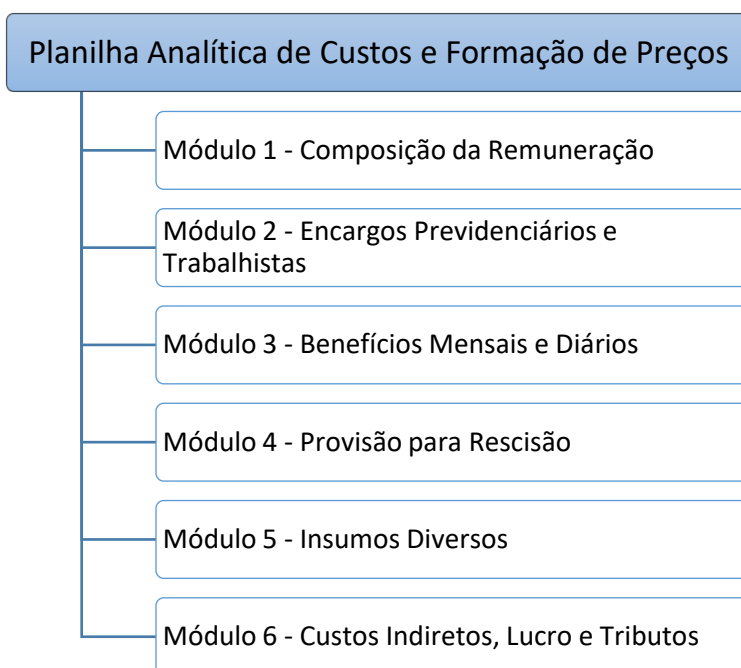 Planilha Analítica de Custos e Formação de Preços
Módulo 1 - Composição da Remuneração
Módulo 2 - Encargos Previdenciários e
Trabalhistas
Módulo 3 - Benefícios Mensais e Diários
Módulo 4 - Provisão para Rescisão
Módulo 5 - Insumos Diversos
Módulo 6 - Custos Indiretos, Lucro e Tributos